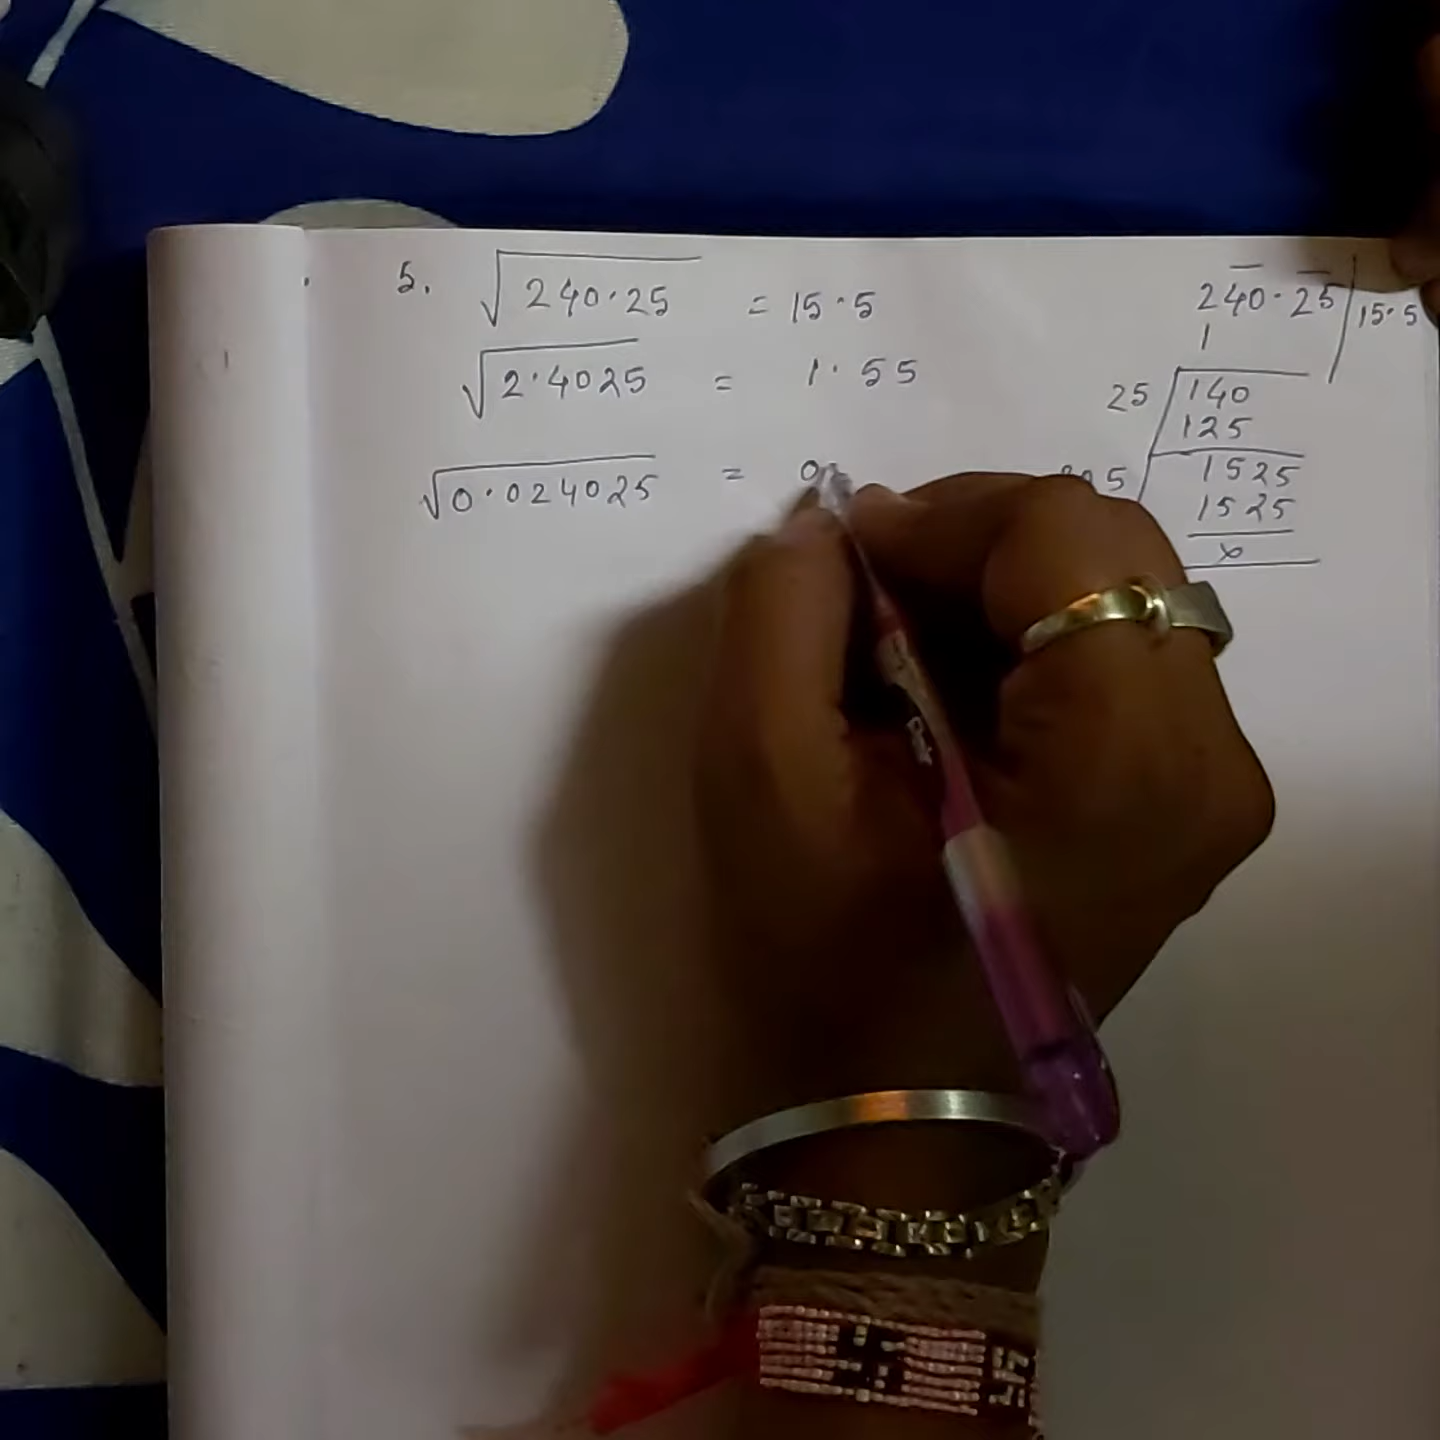 5. √240.25 = 15.5
√2.4025 = 1.55
√0.024025 = 0.
240.25 | 15.5
1
25 | 140
125
305 | 1525
1525
x